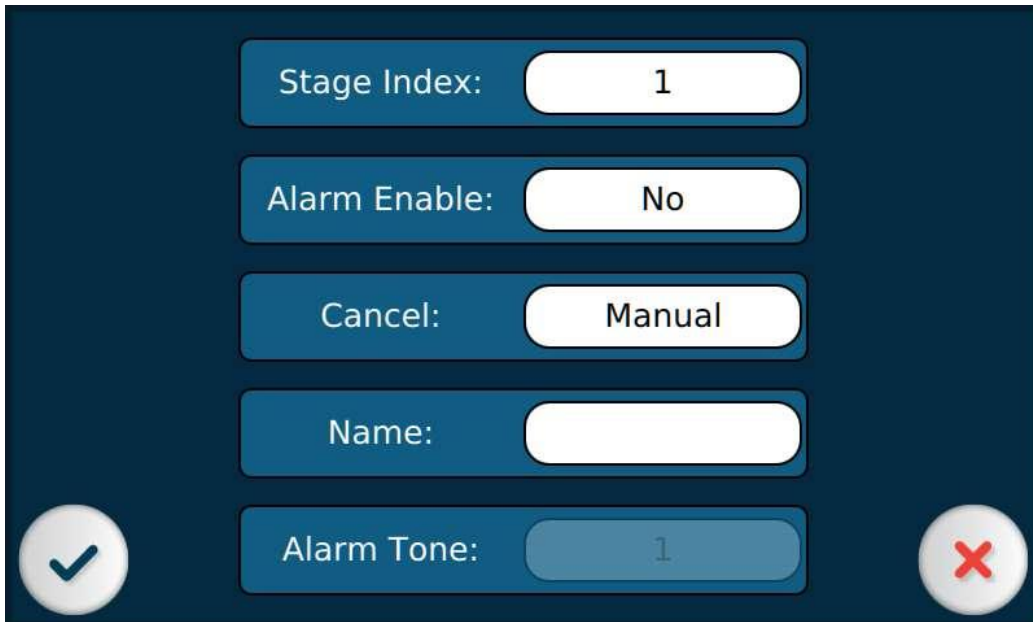 Stage Index: 1
Alarm Enable: No
Cancel: Manual
Name:
Alarm Tone: 1